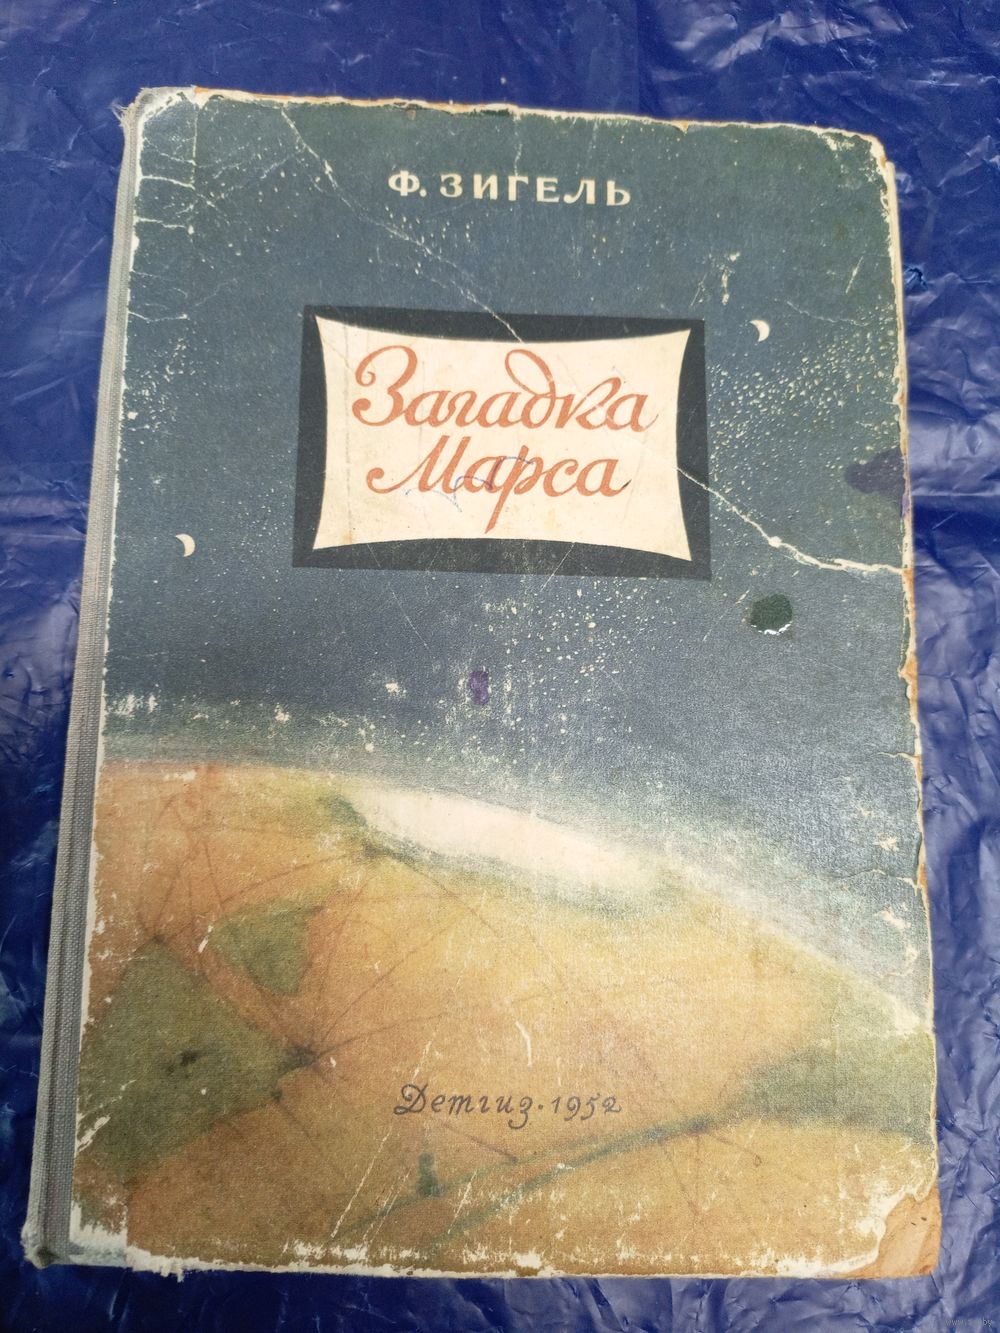 Ф. ЗИГЕЛЬ
Загадка
Марса
Детгиз • 1952